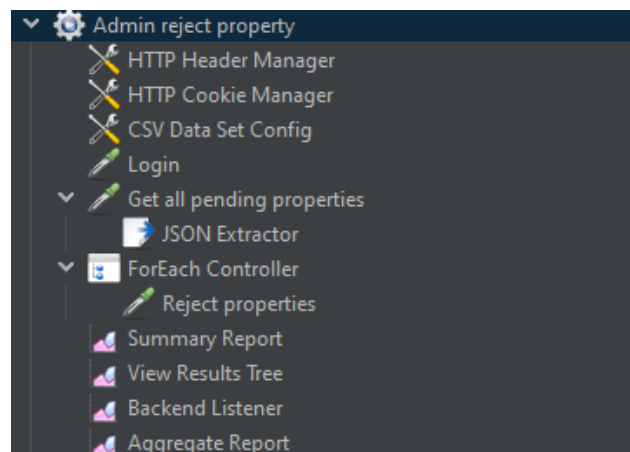 Admin reject property
HTTP Header Manager
HTTP Cookie Manager
CSV Data Set Config
Login
Get all pending properties
JSON Extractor
ForEach Controller
Reject properties
Summary Report
View Results Tree
Backend Listener
Aggregate Report